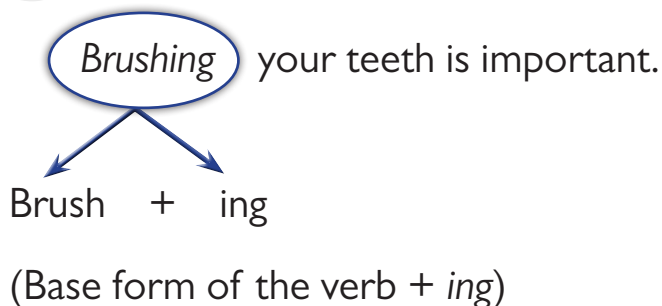 Brushing your teeth is important.
Brush + ing
(Base form of the verb + ing)